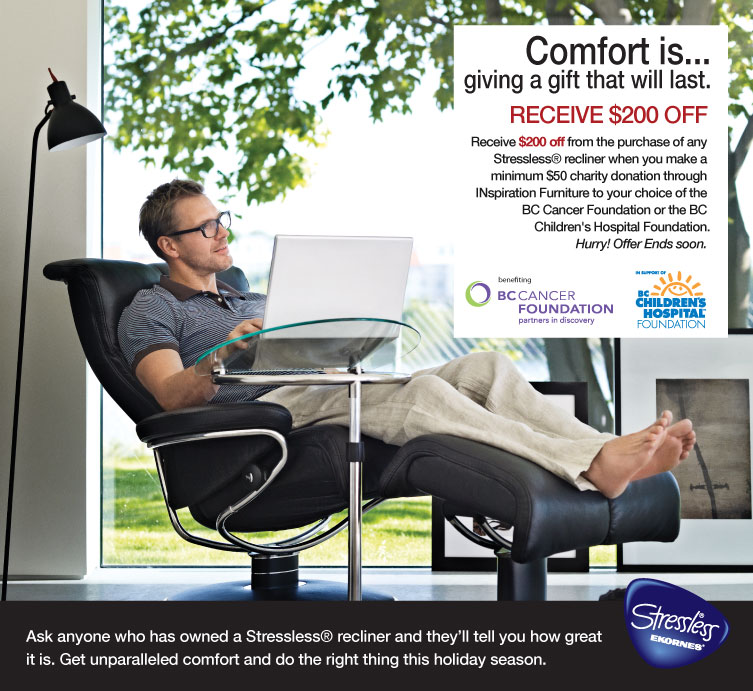 Comfort is...
giving a gift that will last.
RECEIVE $200 OFF
Receive $200 off from the purchase of any
Stressless® recliner when you make a
minimum $50 charity donation through
INspiration Furniture to your choice of the
BC Cancer Foundation or the BC
Children's Hospital Foundation.
Hurry! Offer Ends soon.
benefiting
BC CANCER
FOUNDATION
partners in discovery
IN SUPPORT OF
BC
CHILDREN'S
HOSPITAL
FOUNDATION
Stressless®
EKORNES®
Ask anyone who has owned a Stressless® recliner and they'll tell you how great
it is. Get unparalleled comfort and do the right thing this holiday season.